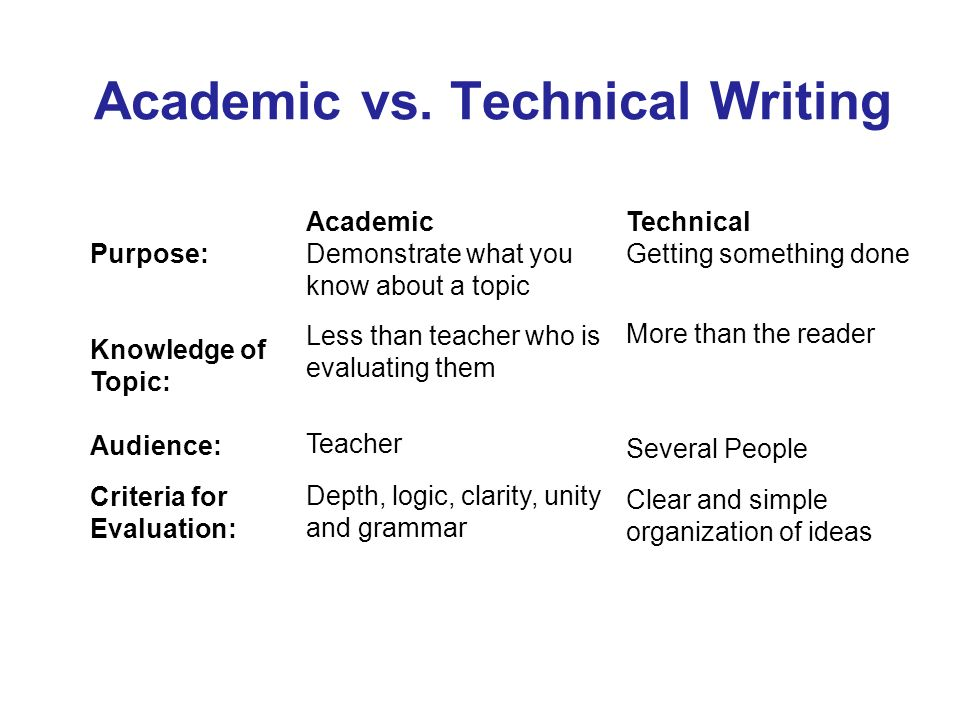 Academic vs. Technical Writing
Academic
Technical
Purpose:
Demonstrate what you
know about a topic
Getting something done
Knowledge of
Topic:
Less than teacher who is
evaluating them
More than the reader
Audience:
Teacher
Several People
Criteria for
Evaluation:
Depth, logic, clarity, unity
and grammar
Clear and simple
organization of ideas